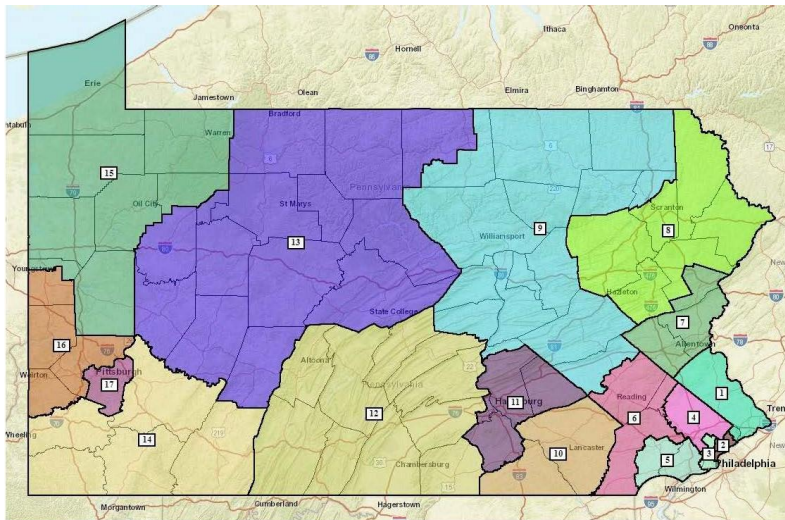 Ithaca
Oneonta
Hornell
Erie
Jamestown
Olean
Elmira
Binghamton
ntabula
Bradford
Warren
Pennsylvania
15
Oil City
St Marys
Scranton
8
9
Williamsport
13
Youngstown
Hazleton
State College
7
16
Allentown
Weirton
Pittsburgh
17
Altoona
Pennsylvania
Harrisburg
11
Reading
1
Tren
12
6
4
Wheeling
14
10
Lancaster
2
3
5
Philadelphia
Chambersburg
Wilmington
Morgantown
Cumberland
Hagerstown